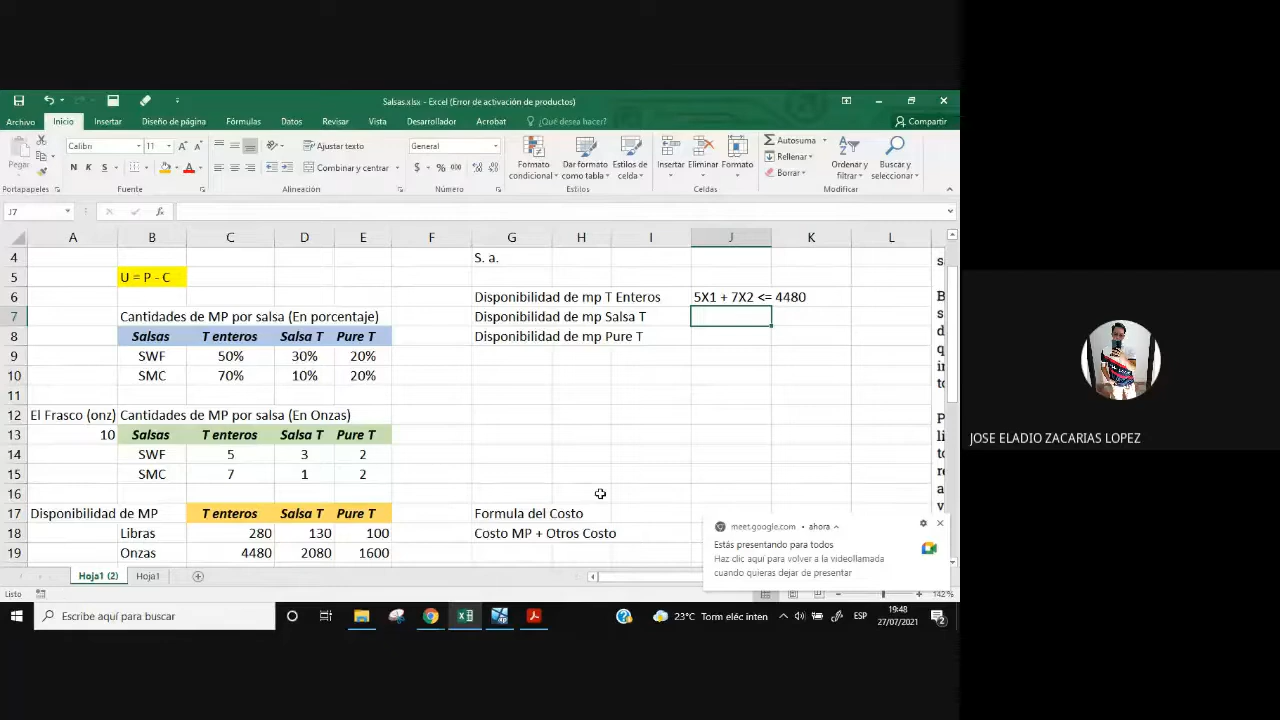 Salsas.xlsx - Excel (Error de activación de productos)
Archivo Inicio Insertar Diseño de página Fórmulas Datos Revisar Vista Desarrollador Acrobat ¿Qué desea hacer? Compartir
Pegar
Calibri 11
N K S
Ajustar texto
Combinar y centrar
General
$ % 000
Formato condicional
Dar formato como tabla
Estilos de celda
Insertar
Eliminar
Formato
Autosuma
Rellenar
Borrar
Ordenar y filtrar
Buscar y seleccionar
Portapapeles Fuente Alineación Número Estilos Celdas Modificar
J7 fx
A B C D E F G H I J K L
4 S. a.
5 U = P - C
6 Disponibilidad de mp T Enteros 5X1 + 7X2 <= 4480
7 Cantidades de MP por salsa (En porcentaje) Disponibilidad de mp Salsa T
8 Salsas T enteros Salsa T Pure T Disponibilidad de mp Pure T
9 SWF 50% 30% 20%
10 SMC 70% 10% 20%
11
12 El Frasco (onz) Cantidades de MP por salsa (En Onzas)
13 10 Salsas T enteros Salsa T Pure T
14 SWF 5 3 2
15 SMC 7 1 2
16
17 Disponibilidad de MP T enteros Salsa T Pure T Formula del Costo
18 Libras 280 130 100 Costo MP + Otros Costo
19 Onzas 4480 2080 1600
meet.google.com • ahora
Estás presentando para todos
Haz clic aquí para volver a la videollamada
cuando quieras dejar de presentar
Hoja1 (2) Hoja1
Listo
142%
Escribe aquí para buscar
23°C Torm eléc inten
ESP
19:48
27/07/2021
2
JOSE ELADIO ZACARIAS LOPEZ